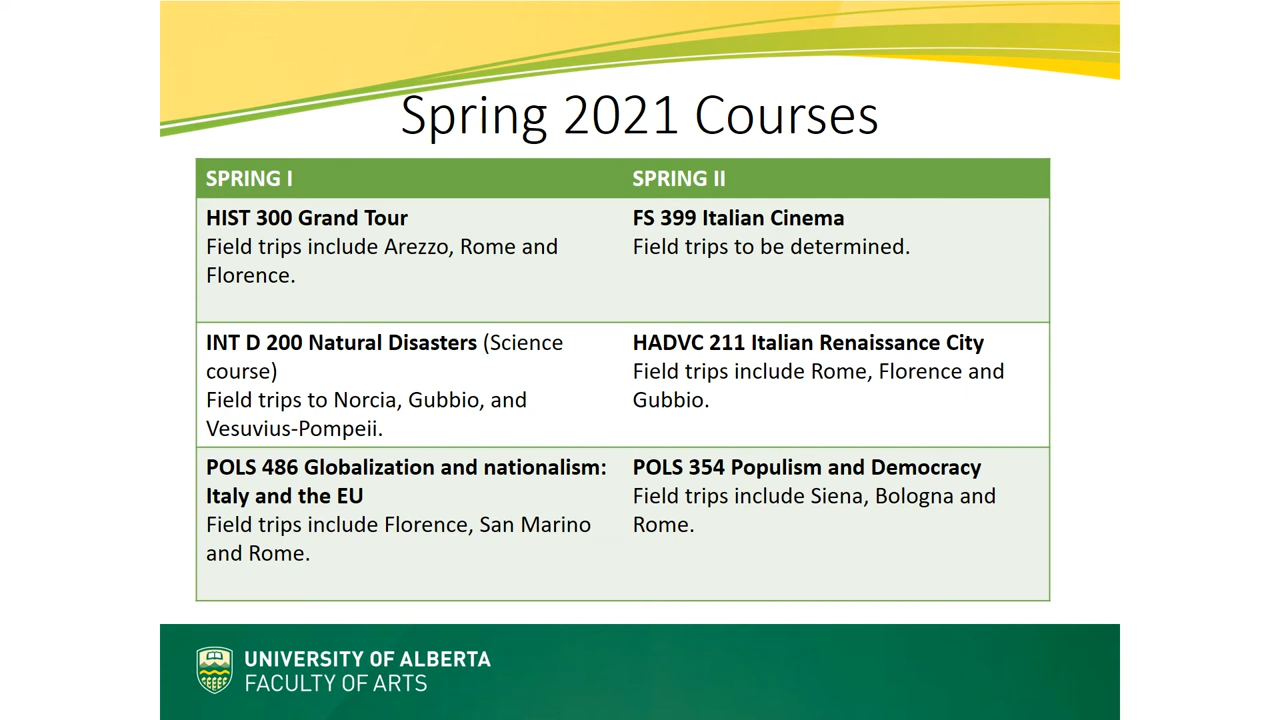 Spring 2021 Courses
SPRING I
SPRING II
HIST 300 Grand Tour
Field trips include Arezzo, Rome and
Florence.
FS 399 Italian Cinema
Field trips to be determined.
INT D 200 Natural Disasters (Science
course)
Field trips to Norcia, Gubbio, and
Vesuvius-Pompeii.
HADVC 211 Italian Renaissance City
Field trips include Rome, Florence and
Gubbio.
POLS 486 Globalization and nationalism:
Italy and the EU
Field trips include Florence, San Marino
and Rome.
POLS 354 Populism and Democracy
Field trips include Siena, Bologna and
Rome.
UNIVERSITY OF ALBERTA
FACULTY OF ARTS